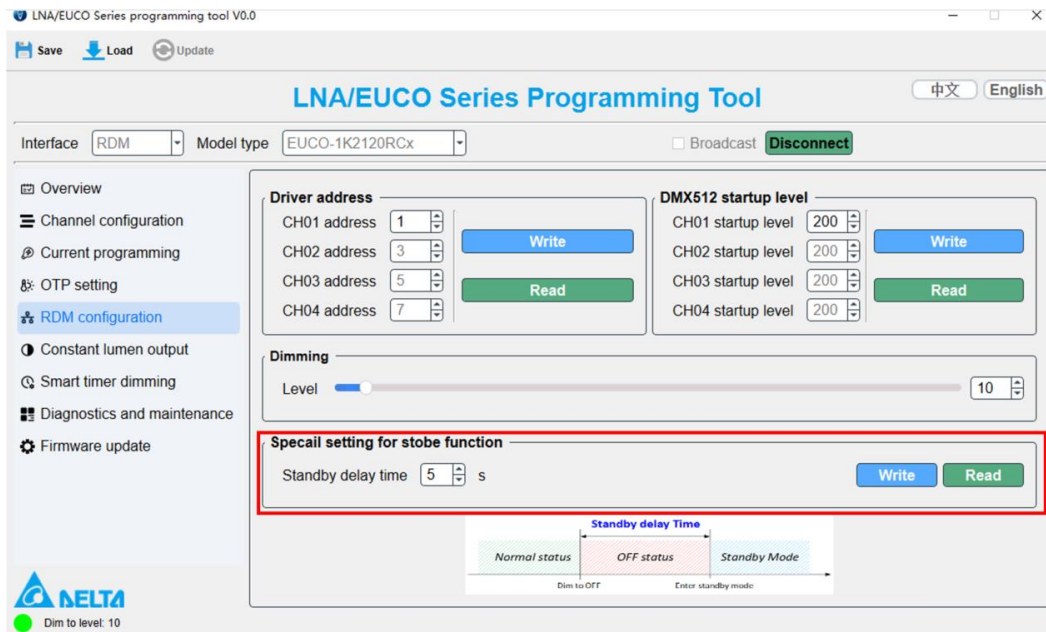 LNA/EUCO Series programming tool V0.0
Save Load Update
LNA/EUCO Series Programming Tool
中文 English
Interface RDM Model type EUCO-1K2120RCx Broadcast Disconnect
Overview
Channel configuration
Current programming
OTP setting
RDM configuration
Constant lumen output
Smart timer dimming
Diagnostics and maintenance
Firmware update
Driver address
CH01 address 1
CH02 address 3
CH03 address 5
CH04 address 7
Write
Read
DMX512 startup level
CH01 startup level 200
CH02 startup level 200
CH03 startup level 200
CH04 startup level 200
Write
Read
Dimming
Level 10
Specail setting for stobe function
Standby delay time 5 s Write Read
Standby delay Time
Normal status OFF status Standby Mode
Dim to OFF Enter standby mode
DELTA
Dim to level: 10